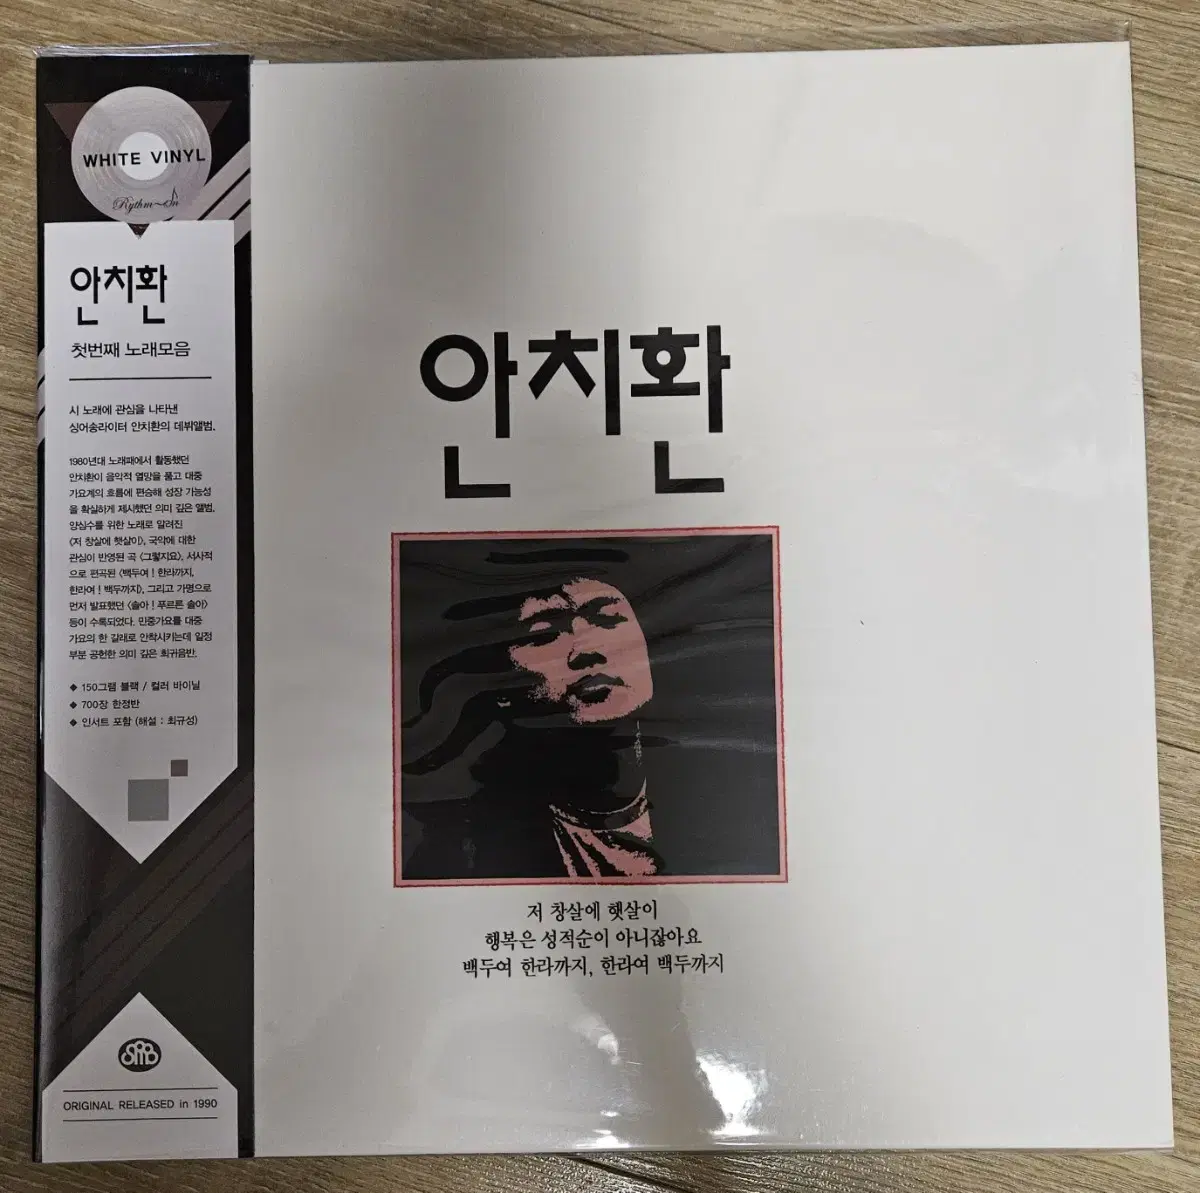 WHITE VINYL
Rythm~On
안치환
첫번째 노래모음
시 노래에 관심을 나타낸
싱어송라이터 안치환의 데뷔앨범.
1980년대 노래패에서 활동했던
안치환이 음악적 열망을 품고 대중
가요계의 흐름에 편승해 성장 가능성
을 확실하게 제시했던 의미 깊은 앨범.
양심수를 위한 노래로 알려진
〈저 창살에 햇살이〉, 국악에 대한
관심이 반영된 곡 〈그렇지요〉, 서사적
으로 편곡된 〈백두여! 한라까지,
한라여! 백두까지〉, 그리고 가명으로
먼저 발표했던 〈솔아! 푸르른 솔아〉
등이 수록되었다. 민중가요를 대중
가요의 한 갈래로 안착시키는데 일정
부분 공헌한 의미 깊은 희귀음반.
◆ 150그램 블랙 / 컬러 바이닐
◆ 700장 한정반
◆ 인서트 포함 (해설 : 최규성)
SRB
ORIGINAL RELEASED in 1990
안치환
저 창살에 햇살이
행복은 성적순이 아니잖아요
백두여 한라까지, 한라여 백두까지